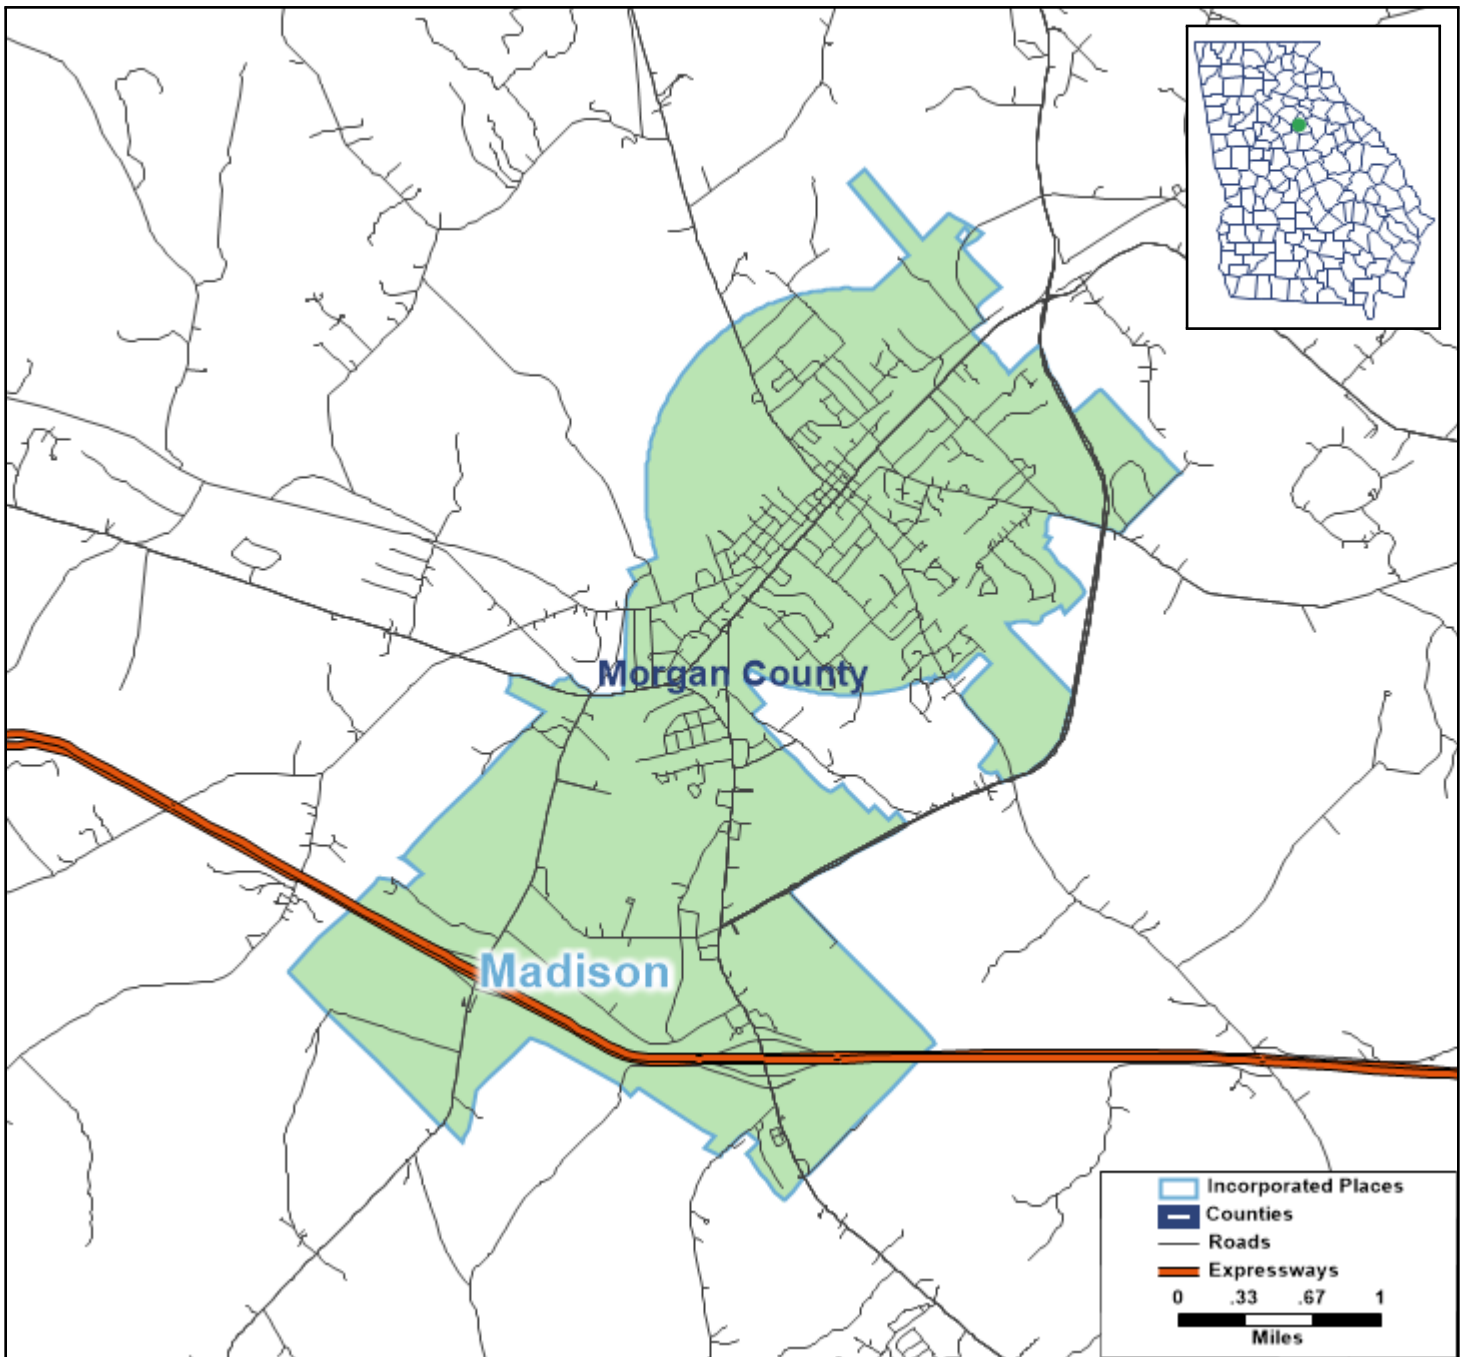 Morgan County
Madison
Incorporated Places
Counties
Roads
Expressways
0 .33 .67 1
Miles